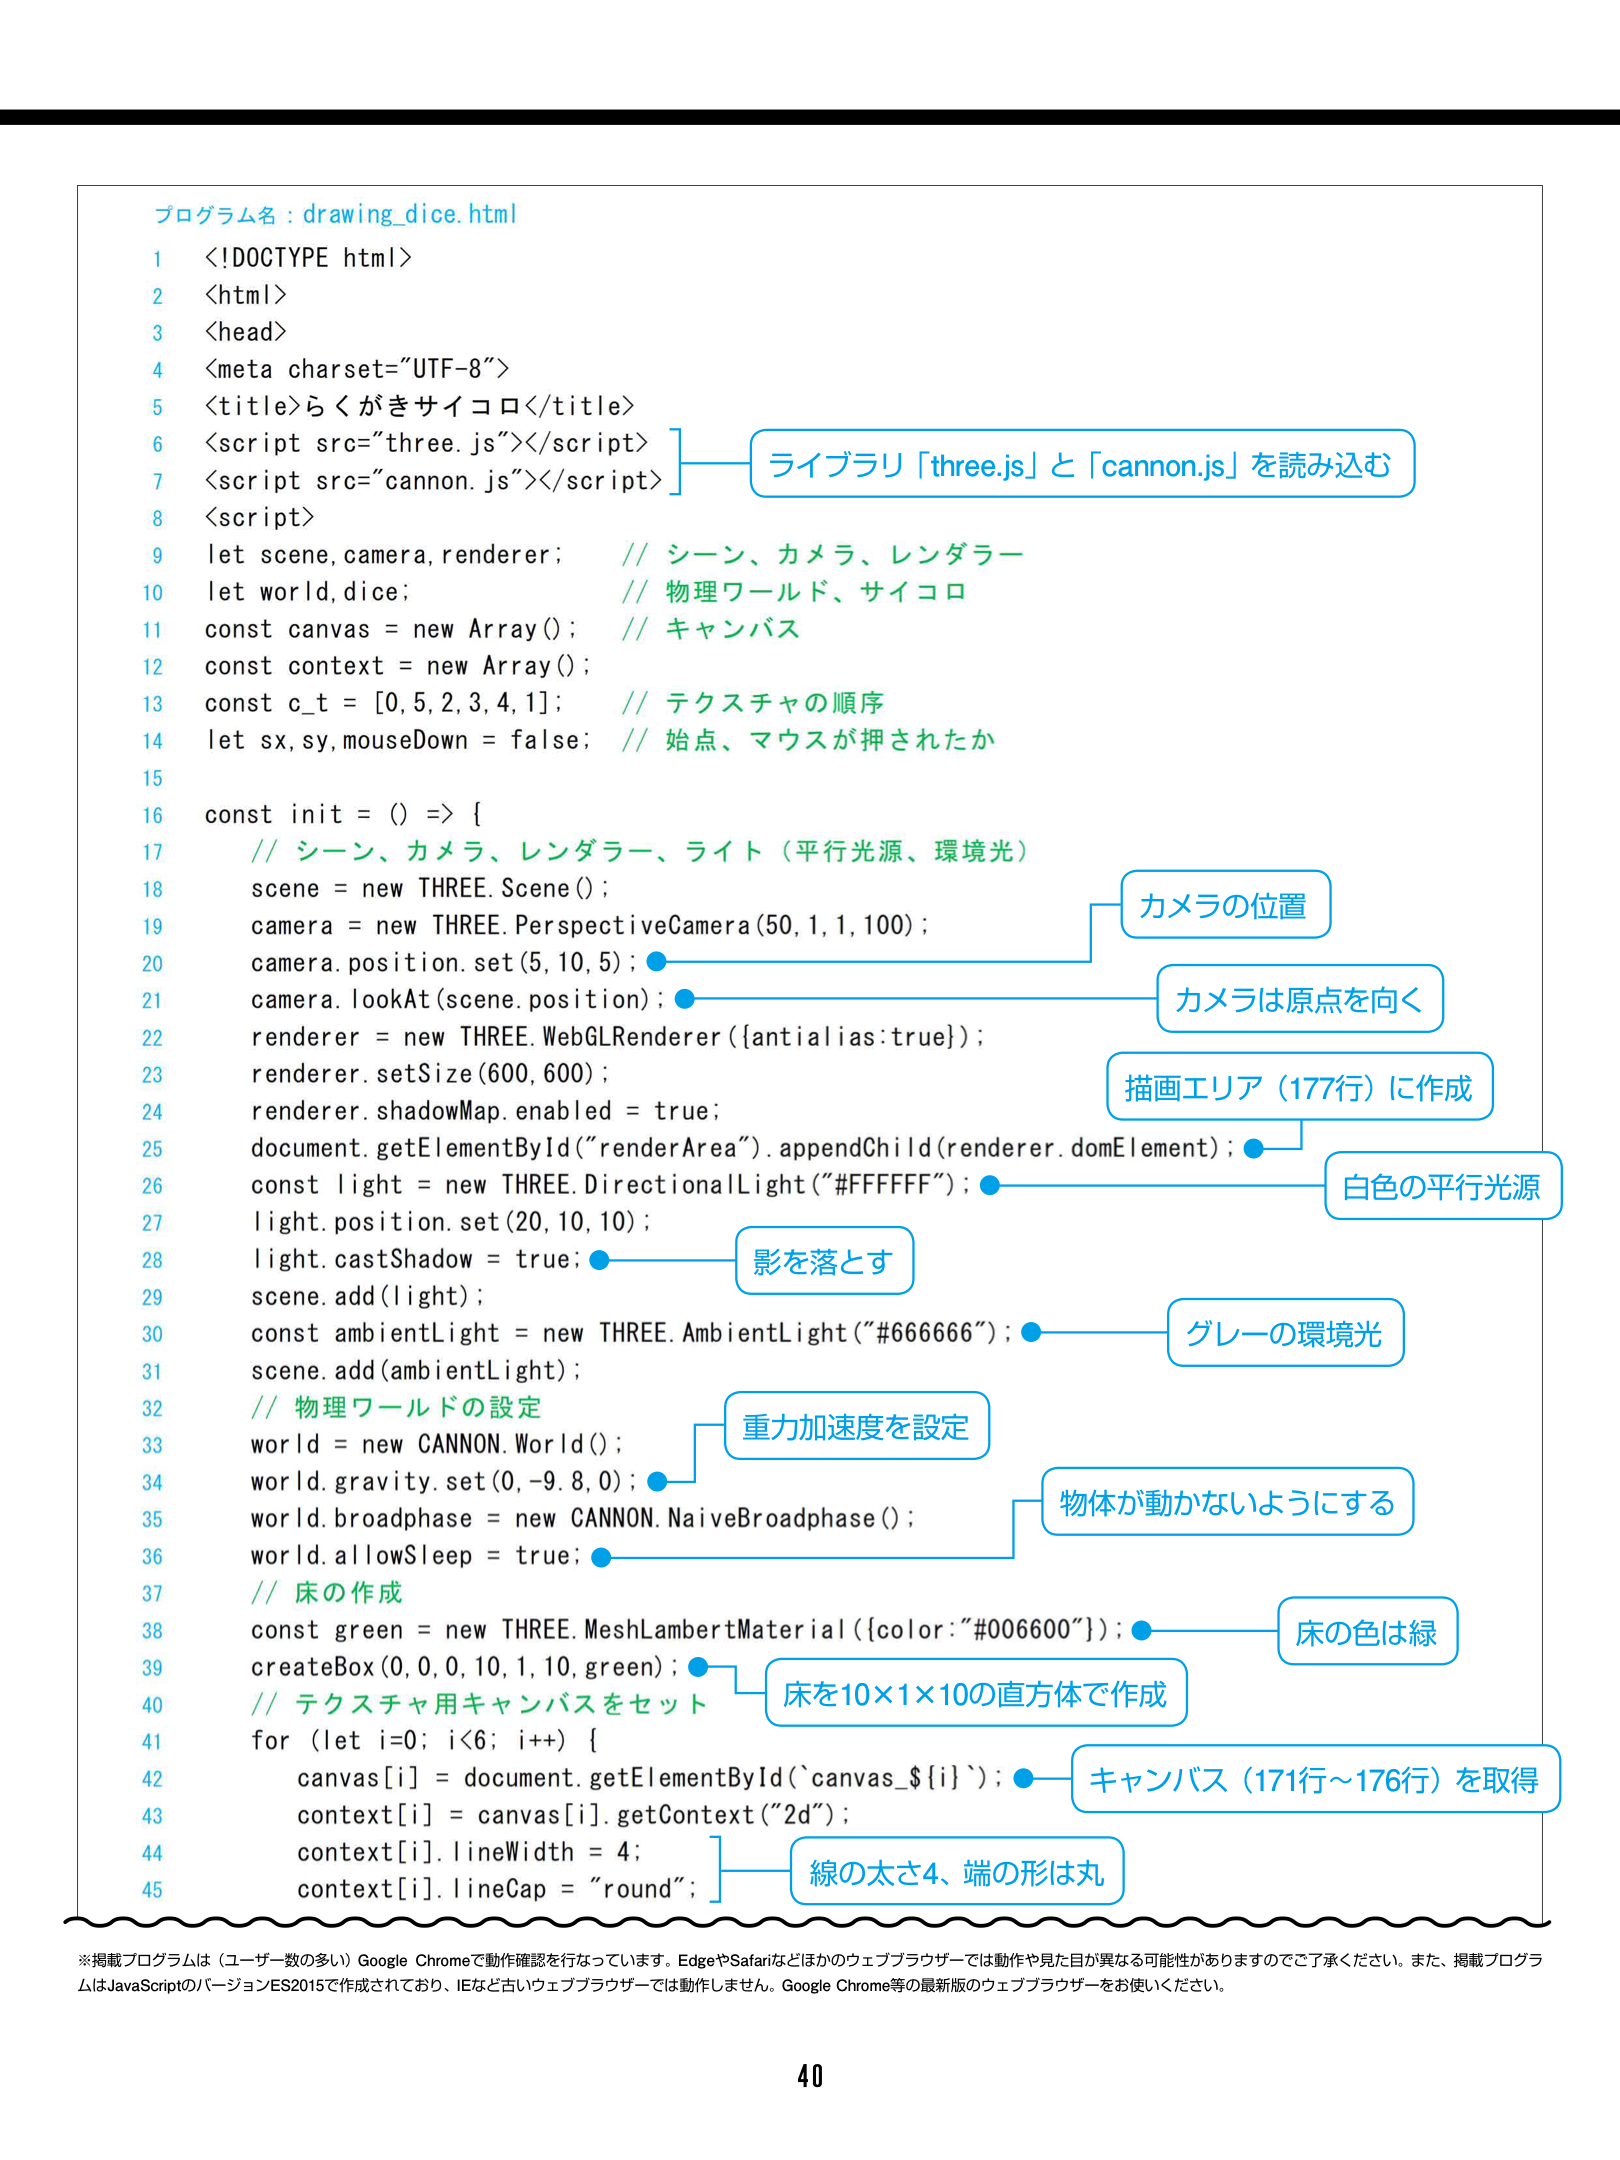 プログラム名：drawing_dice.html
1 <!DOCTYPE html>
2 <html>
3 <head>
4 <meta charset="UTF-8">
5 <title>らくがきサイコロ</title>
6 <script src="three.js"></script>
7 <script src="cannon.js"></script>
ライブラリ「three.js」と「cannon.js」を読み込む
8 <script>
9 let scene,camera,renderer; // シーン、カメラ、レンダラー
10 let world,dice; // 物理ワールド、サイコロ
11 const canvas = new Array(); // キャンバス
12 const context = new Array();
13 const c_t = [0,5,2,3,4,1]; // テクスチャの順序
14 let sx,sy,mouseDown = false; // 始点、マウスが押されたか
15
16 const init = () => {
17 // シーン、カメラ、レンダラー、ライト（平行光源、環境光）
18 scene = new THREE.Scene();
19 camera = new THREE.PerspectiveCamera(50,1,1,100);
20 camera.position.set(5,10,5); カメラの位置
21 camera.lookAt(scene.position); カメラは原点を向く
22 renderer = new THREE.WebGLRenderer({antialias:true});
23 renderer.setSize(600,600);
24 renderer.shadowMap.enabled = true;
25 document.getElementById("renderArea").appendChild(renderer.domElement); 描画エリア（177行）に作成
26 const light = new THREE.DirectionalLight("#FFFFFF"); 白色の平行光源
27 light.position.set(20,10,10);
28 light.castShadow = true; 影を落とす
29 scene.add(light);
30 const ambientLight = new THREE.AmbientLight("#666666"); グレーの環境光
31 scene.add(ambientLight);
32 // 物理ワールドの設定
33 world = new CANNON.World();
34 world.gravity.set(0,-9.8,0); 重力加速度を設定
35 world.broadphase = new CANNON.NaiveBroadphase();
36 world.allowSleep = true; 物体が動かないようにする
37 // 床の作成
38 const green = new THREE.MeshLambertMaterial({color:"#006600"}); 床の色は緑
39 createBox(0,0,0,10,1,10,green); 床を10×1×10の直方体で作成
40 // テクスチャ用キャンバスをセット
41 for (let i=0; i<6; i++) {
42 canvas[i] = document.getElementById(`canvas_${i}`); キャンバス（171行～176行）を取得
43 context[i] = canvas[i].getContext("2d");
44 context[i].lineWidth = 4;
45 context[i].lineCap = "round";
線の太さ4、端の形は丸
※掲載プログラムは（ユーザー数の多い）Google Chromeで動作確認を行なっています。EdgeやSafariなどほかのウェブブラウザーでは動作や見た目が異なる可能性がありますのでご了承ください。また、掲載プログラ
ムはJavaScriptのバージョンES2015で作成されており、IEなど古いウェブブラウザーでは動作しません。Google Chrome等の最新版のウェブブラウザーをお使いください。
40